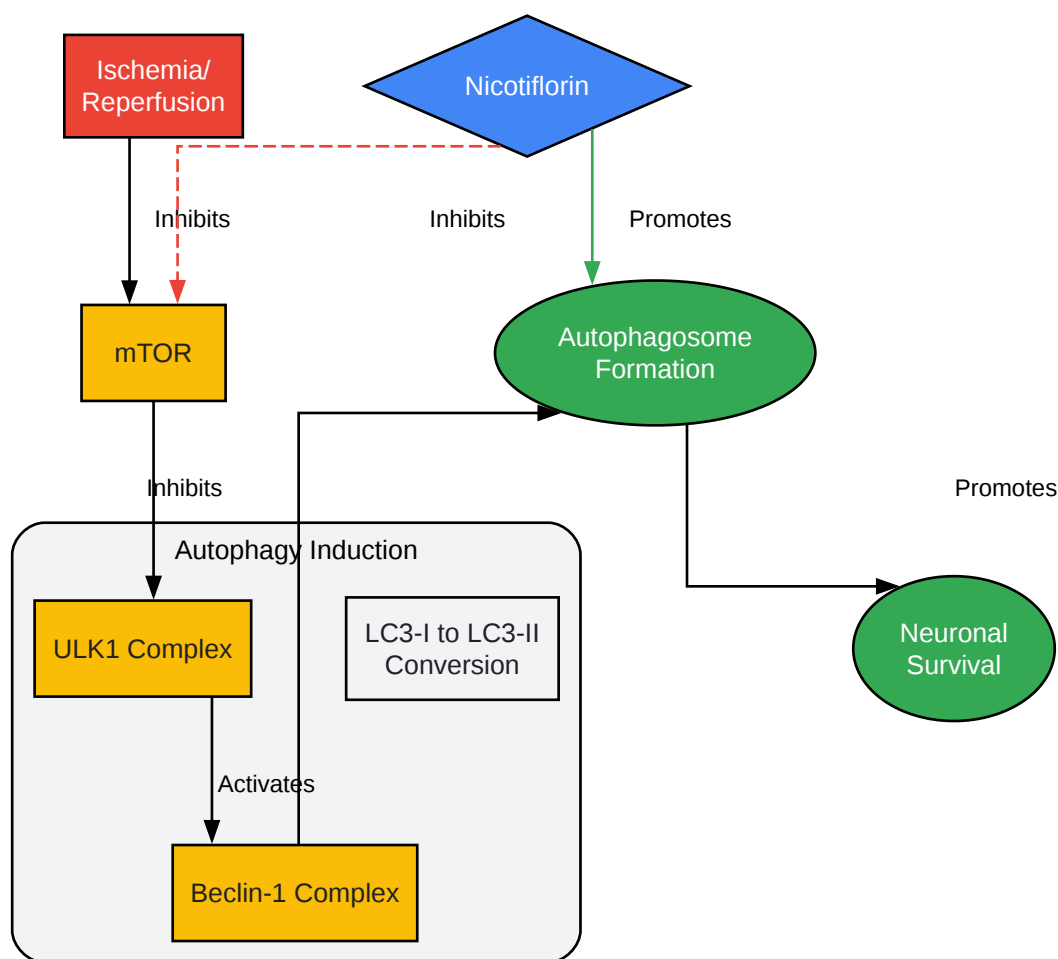 Ischemia/
Reperfusion
Nicotiflorin
Inhibits
Inhibits
Promotes
mTOR
Autophagosome
Formation
Inhibits
Promotes
Autophagy Induction
ULK1 Complex
LC3-I to LC3-II
Conversion
Neuronal
Survival
Activates
Beclin-1 Complex